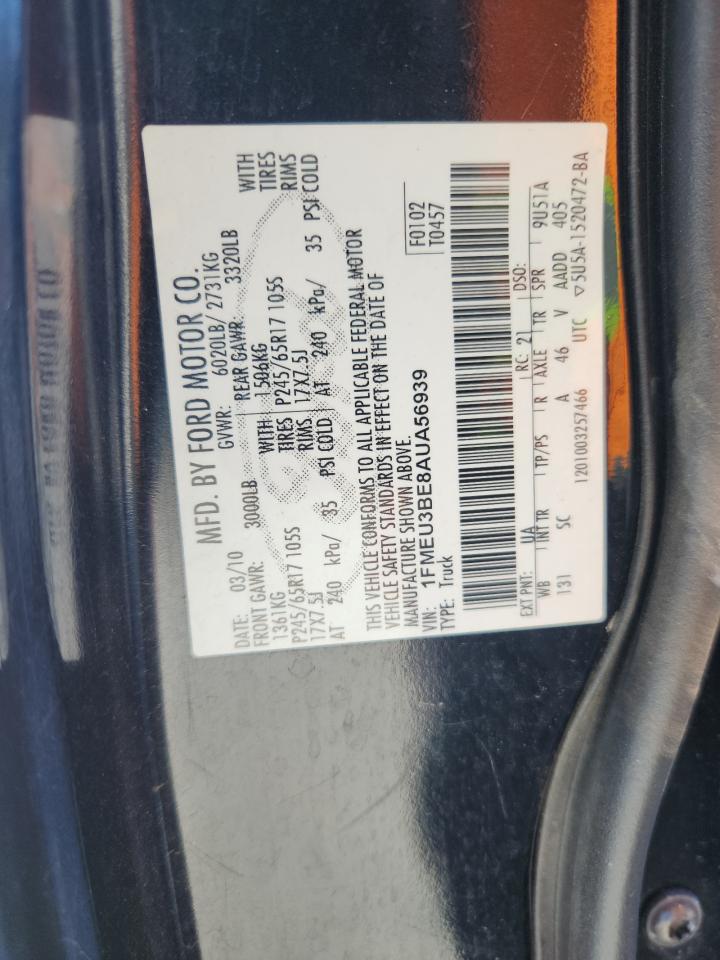 MFD. BY FORD MOTOR CO.
DATE: 03/10 GVWR: 6020LB/ 2731KG
FRONT GAWR: 3000LB REAR GAWR: 3320LB
1361KG WITH 1506KG WITH
P245/65R17 105S TIRES P245/65R17 105S TIRES
17X7.5J RIMS 17X7.5J RIMS
AT 240 kPa/ 35 PSI COLD AT 240 kPa/ 35 PSI COLD
THIS VEHICLE CONFORMS TO ALL APPLICABLE FEDERAL MOTOR
VEHICLE SAFETY STANDARDS IN EFFECT ON THE DATE OF
MANUFACTURE SHOWN ABOVE.
VIN: 1FMEU3BE8AUA56939 F0102
TYPE: Truck T0457
EXT PNT: UA RC: 21 DSO:
WB INT TR TP/PS R AXLE TR SPR 9U51A
131 SC A 46 V AADD 405
1201003257466 UTC ▽5U5A-1520472-BA